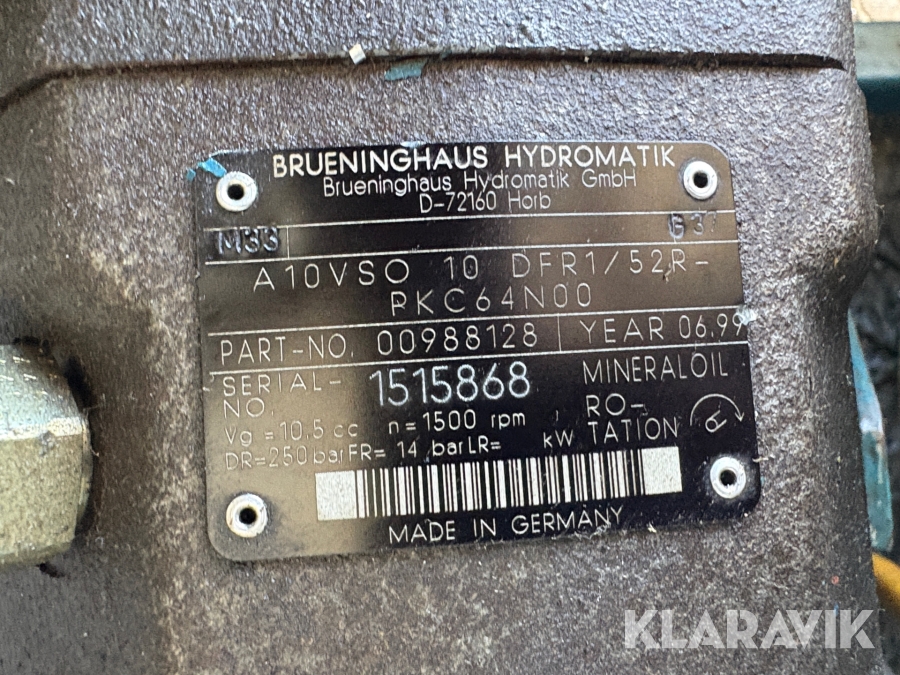 BRUENINGHAUS HYDROMATIK
Brueninghaus Hydromatik GmbH
D-72160 Horb
M33 G37
A10VSO 10 DFR1/52R-
PKC64N00
PART-NO. 00988128 YEAR 06.99
SERIAL-NO. 1515868 MINERALOIL
Vg = 10.5 cc n = 1500 rpm RO-
DR=250 bar FR= 14 bar LR= kW TATION
MADE IN GERMANY
KLARAVIK